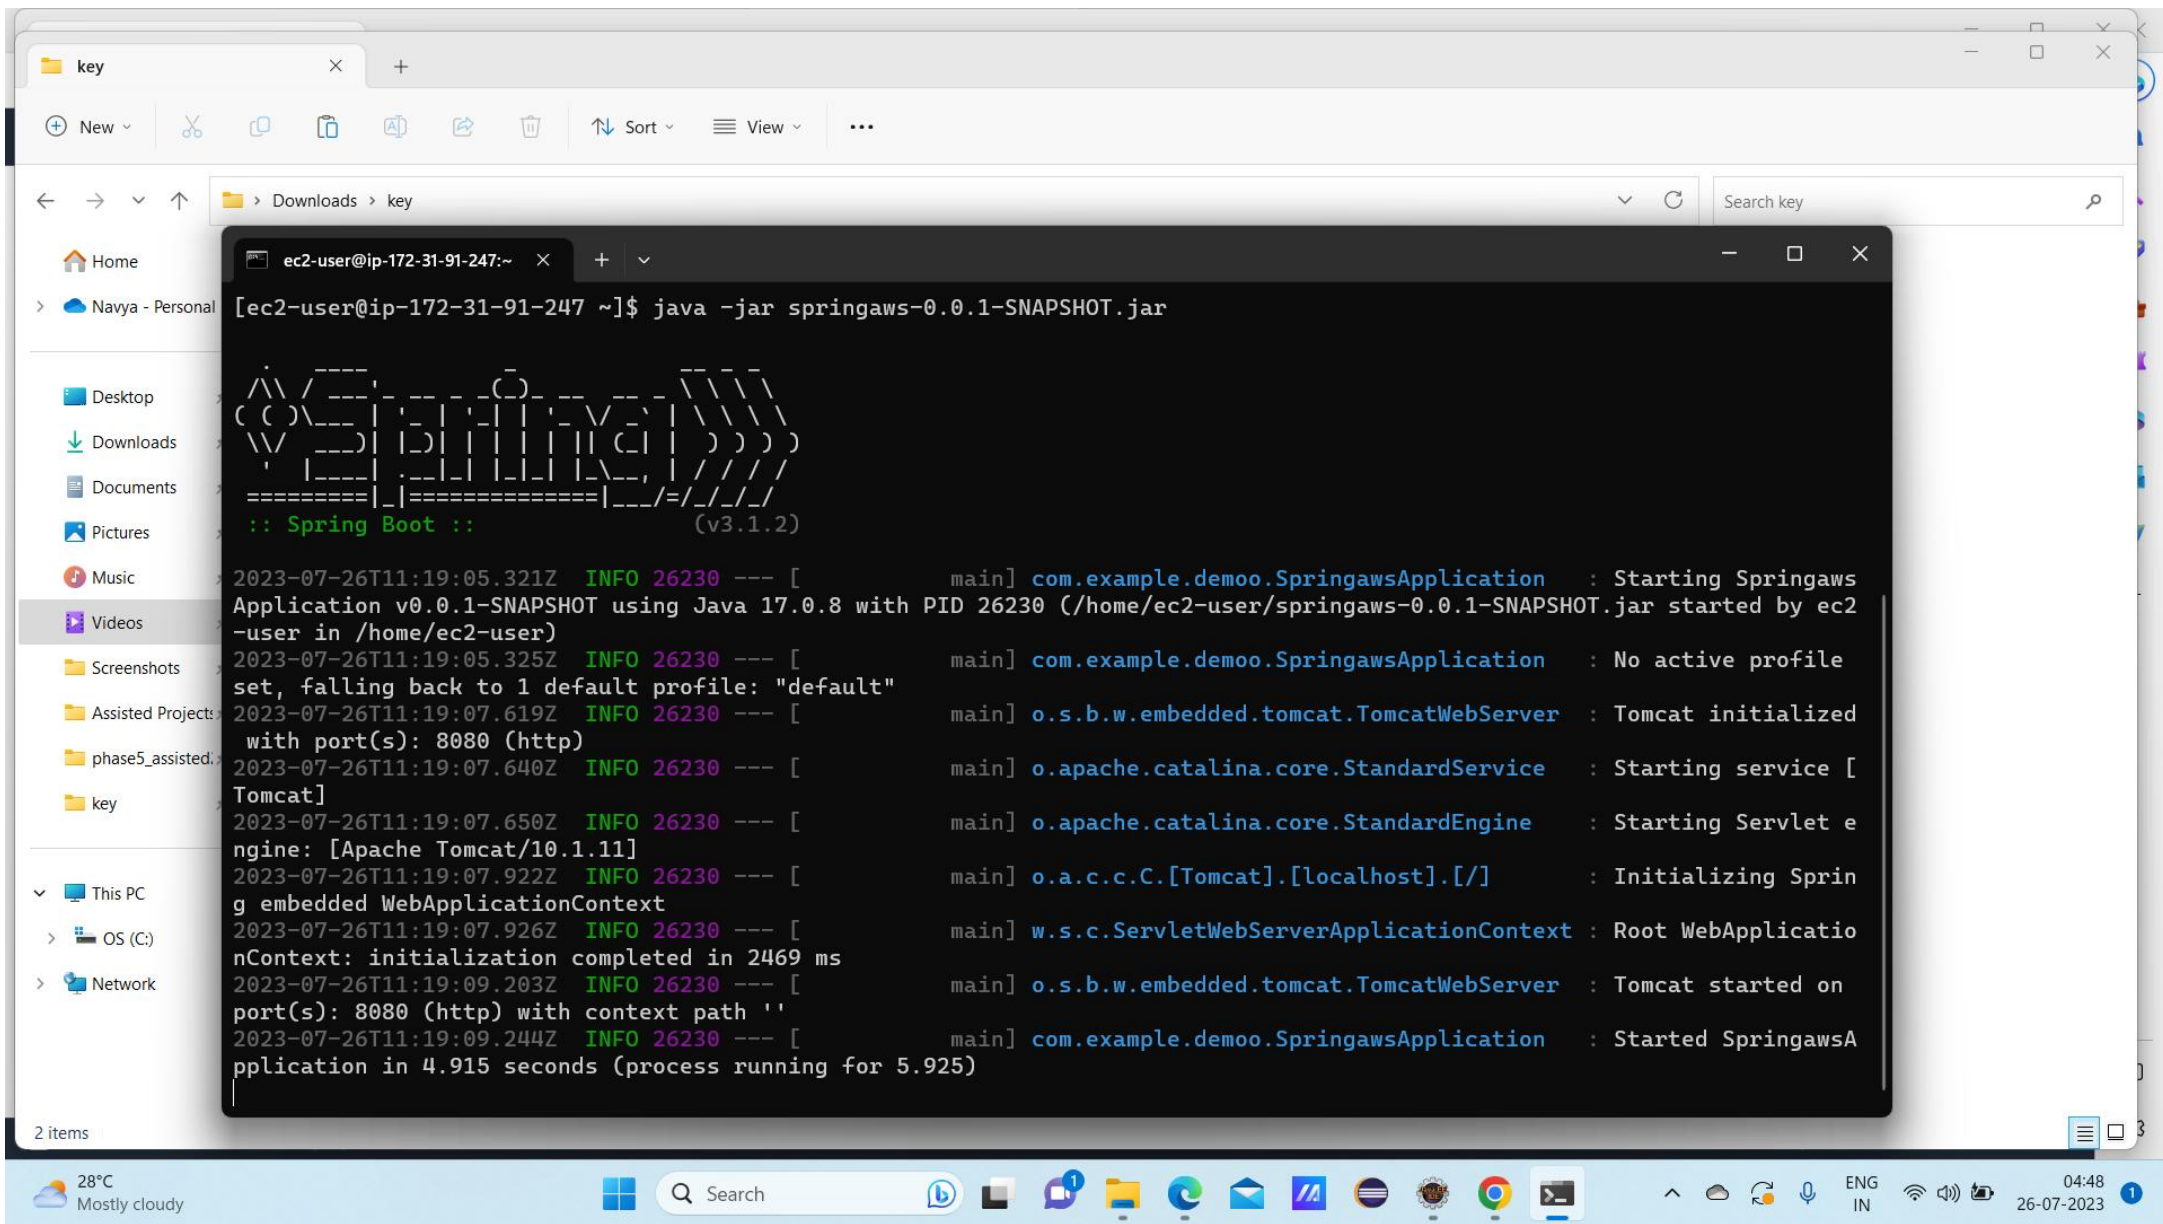 key
New
Sort
View
Downloads > key
Search key
Home
Navya - Personal
Desktop
Downloads
Documents
Pictures
Music
Videos
Screenshots
Assisted Projects
phase5_assisted
key
This PC
OS (C:)
Network
2 items
ec2-user@ip-172-31-91-247:~
[ec2-user@ip-172-31-91-247 ~]$ java -jar springaws-0.0.1-SNAPSHOT.jar
Spring
:: Spring Boot :: (v3.1.2)
2023-07-26T11:19:05.321Z INFO 26230 --- [ main] com.example.demoo.SpringawsApplication : Starting Springaws
Application v0.0.1-SNAPSHOT using Java 17.0.8 with PID 26230 (/home/ec2-user/springaws-0.0.1-SNAPSHOT.jar started by ec2
-user in /home/ec2-user)
2023-07-26T11:19:05.325Z INFO 26230 --- [ main] com.example.demoo.SpringawsApplication : No active profile
set, falling back to 1 default profile: "default"
2023-07-26T11:19:07.619Z INFO 26230 --- [ main] o.s.b.w.embedded.tomcat.TomcatWebServer : Tomcat initialized
with port(s): 8080 (http)
2023-07-26T11:19:07.640Z INFO 26230 --- [ main] o.apache.catalina.core.StandardService : Starting service [
Tomcat]
2023-07-26T11:19:07.650Z INFO 26230 --- [ main] o.apache.catalina.core.StandardEngine : Starting Servlet e
ngine: [Apache Tomcat/10.1.11]
2023-07-26T11:19:07.922Z INFO 26230 --- [ main] o.a.c.c.C.[Tomcat].[localhost].[/] : Initializing Sprin
g embedded WebApplicationContext
2023-07-26T11:19:07.926Z INFO 26230 --- [ main] w.s.c.ServletWebServerApplicationContext : Root WebApplicatio
nContext: initialization completed in 2469 ms
2023-07-26T11:19:09.203Z INFO 26230 --- [ main] o.s.b.w.embedded.tomcat.TomcatWebServer : Tomcat started on
port(s): 8080 (http) with context path ''
2023-07-26T11:19:09.244Z INFO 26230 --- [ main] com.example.demoo.SpringawsApplication : Started SpringawsA
pplication in 4.915 seconds (process running for 5.925)
28°C
Mostly cloudy
Search
1
ENG
IN
04:48
26-07-2023
1